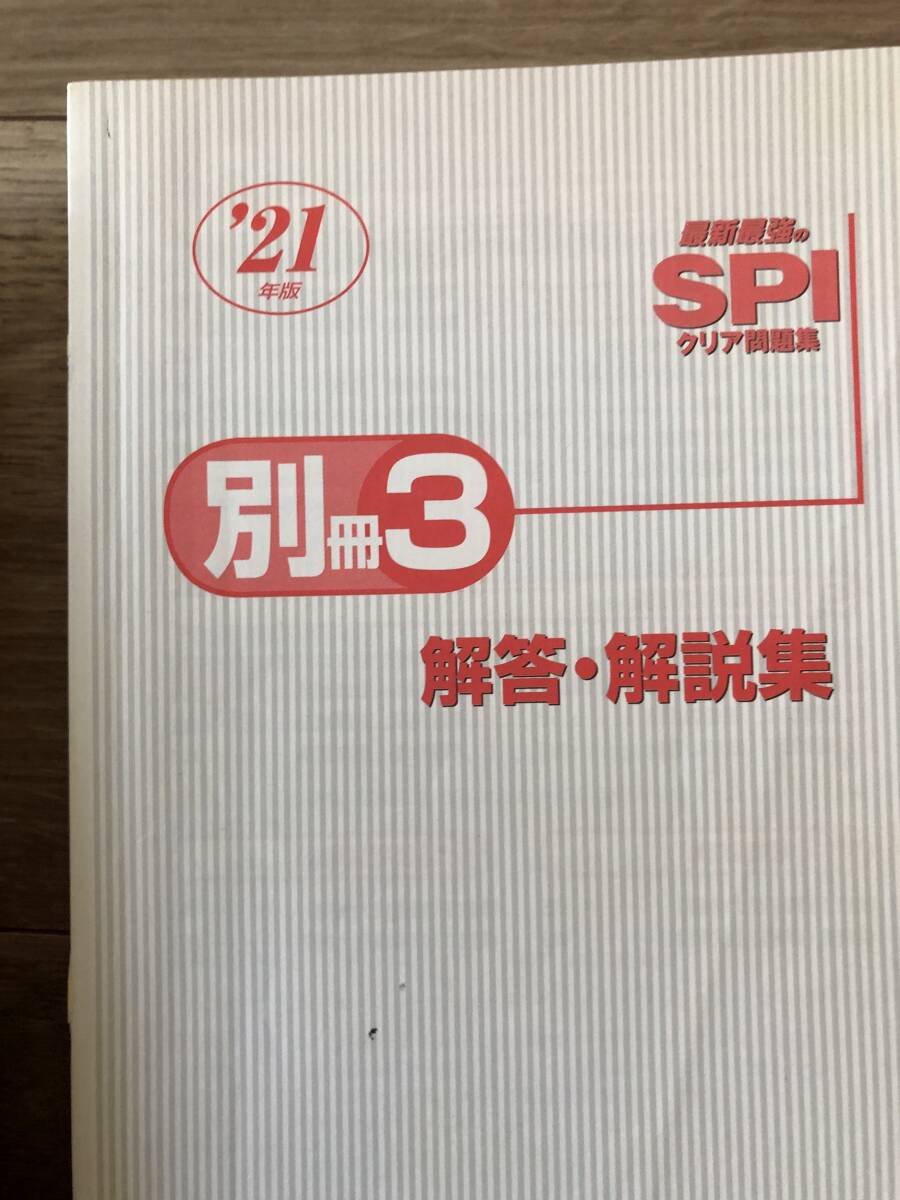 ’21
年版
最新最強の
SPI
クリア問題集
別冊3
解答・解説集